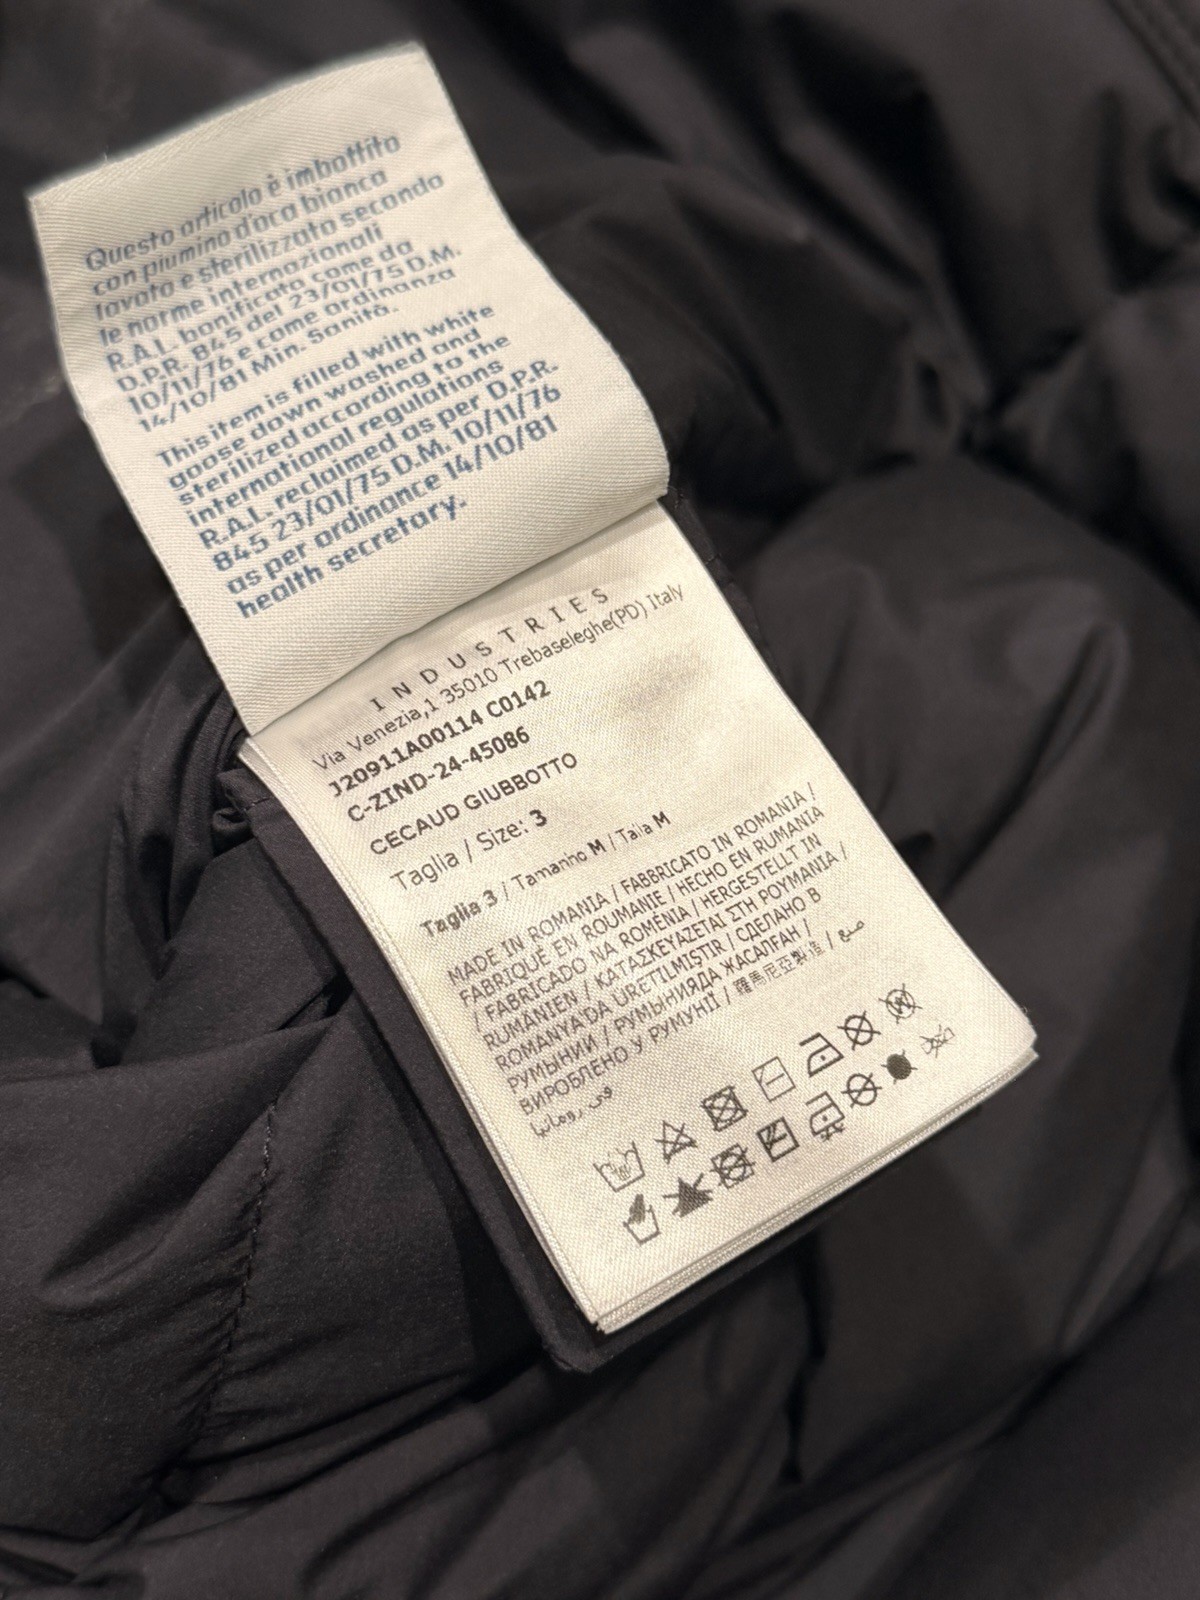 Questo articolo è imbottito
con piumino d'oca bianca
lavato e sterilizzato secondo
le norme internazionali
R.A.L. bonificato come da
D.P.R. 845 del 23/01/75 D.M.
10/11/76 e come ordinanza
14/10/81 Min. Sanità.
This item is filled with white
goose down washed and
sterilized according to the
international regulations
R.A.L. reclaimed as per D.P.R.
845 23/01/75 D.M. 10/11/76
as per ordinance 14/10/81
health secretary.
INDUSTRIES
Via Venezia,1 35010 Trebaseleghe(PD) Italy
J20911A00114 C0142
C-ZIND-24-45086
CECAUD GIUBBOTTO
Taglia / Size: 3
Taglia 3 / Tamanho M / Talla M
MADE IN ROMANIA / FABBRICATO IN ROMANIA /
FABRIQUÉ EN ROUMANIE / HECHO EN RUMANIA
/ FABRICADO NA ROMÉNIA / HERGESTELLT IN
RUMÄNIEN / ΚΑΤΑΣΚΕΥΑΖΕΤΑΙ ΣΤΗ ΡΟΥΜΑΝΙΑ /
ROMANYA'DA ÜRETILMIŞTIR / СДЕЛАНО В
РУМЫНИИ / РУМЫНИЯДА ЖАСАЛҒАН /
ВИРОБЛЕНО У РУМУНІЇ / 羅馬尼亞製造 / صنع
في رومانيا